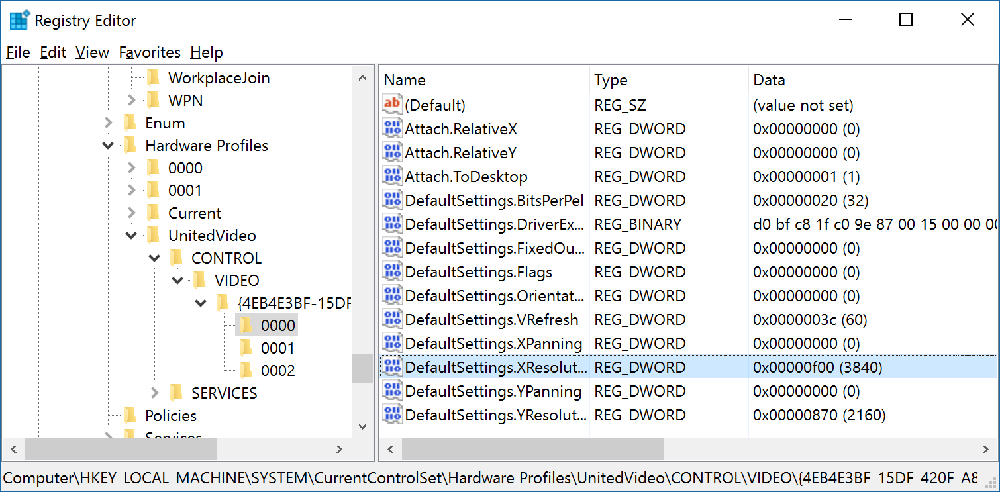 Registry Editor
File Edit View Favorites Help
WorkplaceJoin
WPN
Enum
Hardware Profiles
0000
0001
Current
UnitedVideo
CONTROL
VIDEO
{4EB4E3BF-15DF
0000
0001
0002
SERVICES
Policies
Services
Name Type Data
ab (Default) REG_SZ (value not set)
Attach.RelativeX REG_DWORD 0x00000000 (0)
Attach.RelativeY REG_DWORD 0x00000000 (0)
Attach.ToDesktop REG_DWORD 0x00000001 (1)
DefaultSettings.BitsPerPel REG_DWORD 0x00000020 (32)
DefaultSettings.DriverEx... REG_BINARY d0 bf c8 1f c0 9e 87 00 15 00 00 00
DefaultSettings.FixedOu... REG_DWORD 0x00000000 (0)
DefaultSettings.Flags REG_DWORD 0x00000000 (0)
DefaultSettings.Orientat... REG_DWORD 0x00000000 (0)
DefaultSettings.VRefresh REG_DWORD 0x0000003c (60)
DefaultSettings.XPanning REG_DWORD 0x00000000 (0)
DefaultSettings.XResolut... REG_DWORD 0x00000f00 (3840)
DefaultSettings.YPanning REG_DWORD 0x00000000 (0)
DefaultSettings.YResolut... REG_DWORD 0x00000870 (2160)
Computer\HKEY_LOCAL_MACHINE\SYSTEM\CurrentControlSet\Hardware Profiles\UnitedVideo\CONTROL\VIDEO\{4EB4E3BF-15DF-420F-A8